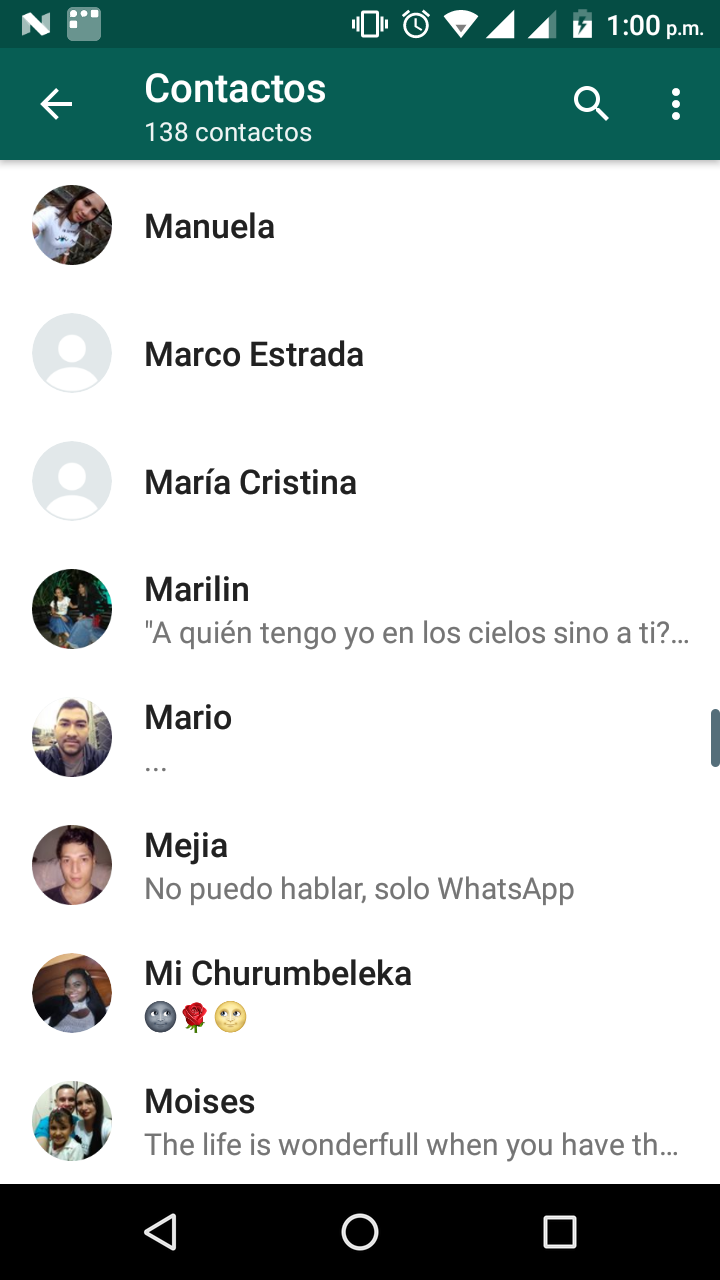 1:00 p.m.
Contactos
138 contactos
Manuela
Marco Estrada
María Cristina
Marilin
"A quién tengo yo en los cielos sino a ti?...
Mario
...
Mejia
No puedo hablar, solo WhatsApp
Mi Churumbeleka
🌚🌹🌝
Moises
The life is wonderfull when you have th...